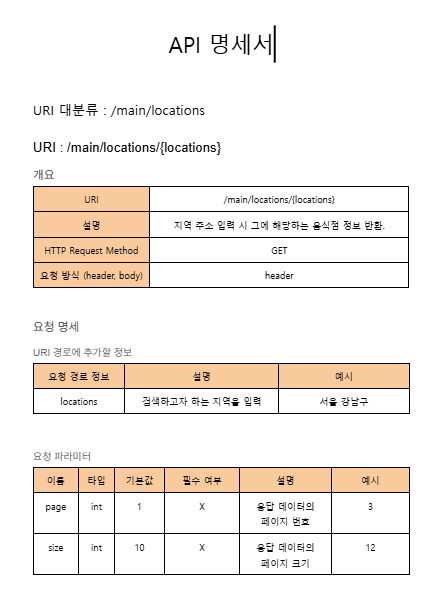 API 명세서
URI 대분류 : /main/locations
URI : /main/locations/{locations}
개요
URI /main/locations/{locations}
설명 지역 주소 입력 시 그에 해당하는 음식점 정보 반환.
HTTP Request Method GET
요청 방식 (header, body) header
요청 명세
URI 경로에 추가할 정보
요청 경로 정보 설명 예시
locations 검색하고자 하는 지역을 입력 서울 강남구
요청 파라미터
이름 타입 기본값 필수 여부 설명 예시
page int 1 X 응답 데이터의 3
페이지 번호
size int 10 X 응답 데이터의 12
페이지 크기